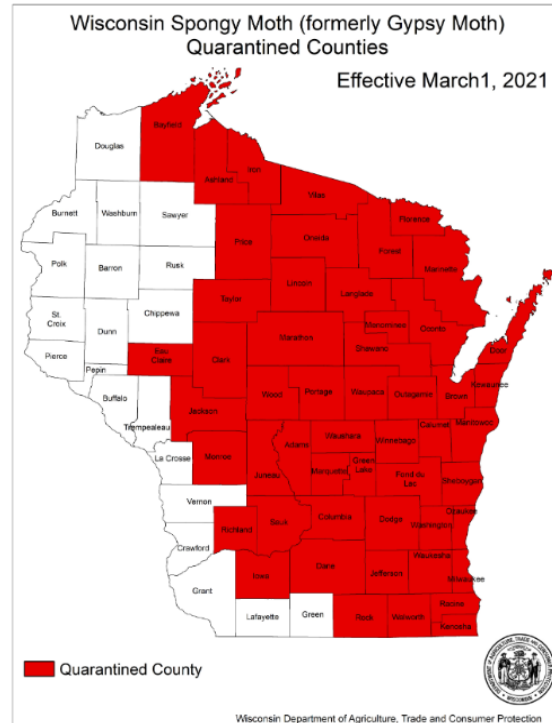 Wisconsin Spongy Moth (formerly Gypsy Moth)
Quarantined Counties
Effective March1, 2021
Bayfield
Douglas
Ashland
Iron
Vilas
Burnett
Washburn
Sawyer
Florence
Price
Oneida
Forest
Marinette
Polk
Barron
Rusk
Lincoln
Langlade
Taylor
Chippewa
St.
Croix
Dunn
Marathon
Menominee
Oconto
Shawano
Pierce
Eau
Claire
Clark
Door
Pepin
Kewaunee
Buffalo
Trempealeau
Jackson
Wood
Portage
Waupaca
Outagamie
Brown
Manitowoc
Calumet
Waushara
Winnebago
Adams
La Crosse
Monroe
Juneau
Marquette
Green
Lake
Fond du
Lac
Sheboygan
Vernon
Columbia
Dodge
Ozaukee
Washington
Richland
Sauk
Crawford
Dane
Jefferson
Waukesha
Milwaukee
Iowa
Grant
Lafayette
Green
Rock
Walworth
Racine
Kenosha
Quarantined County
Wisconsin Department of Agriculture, Trade and Consumer Protection